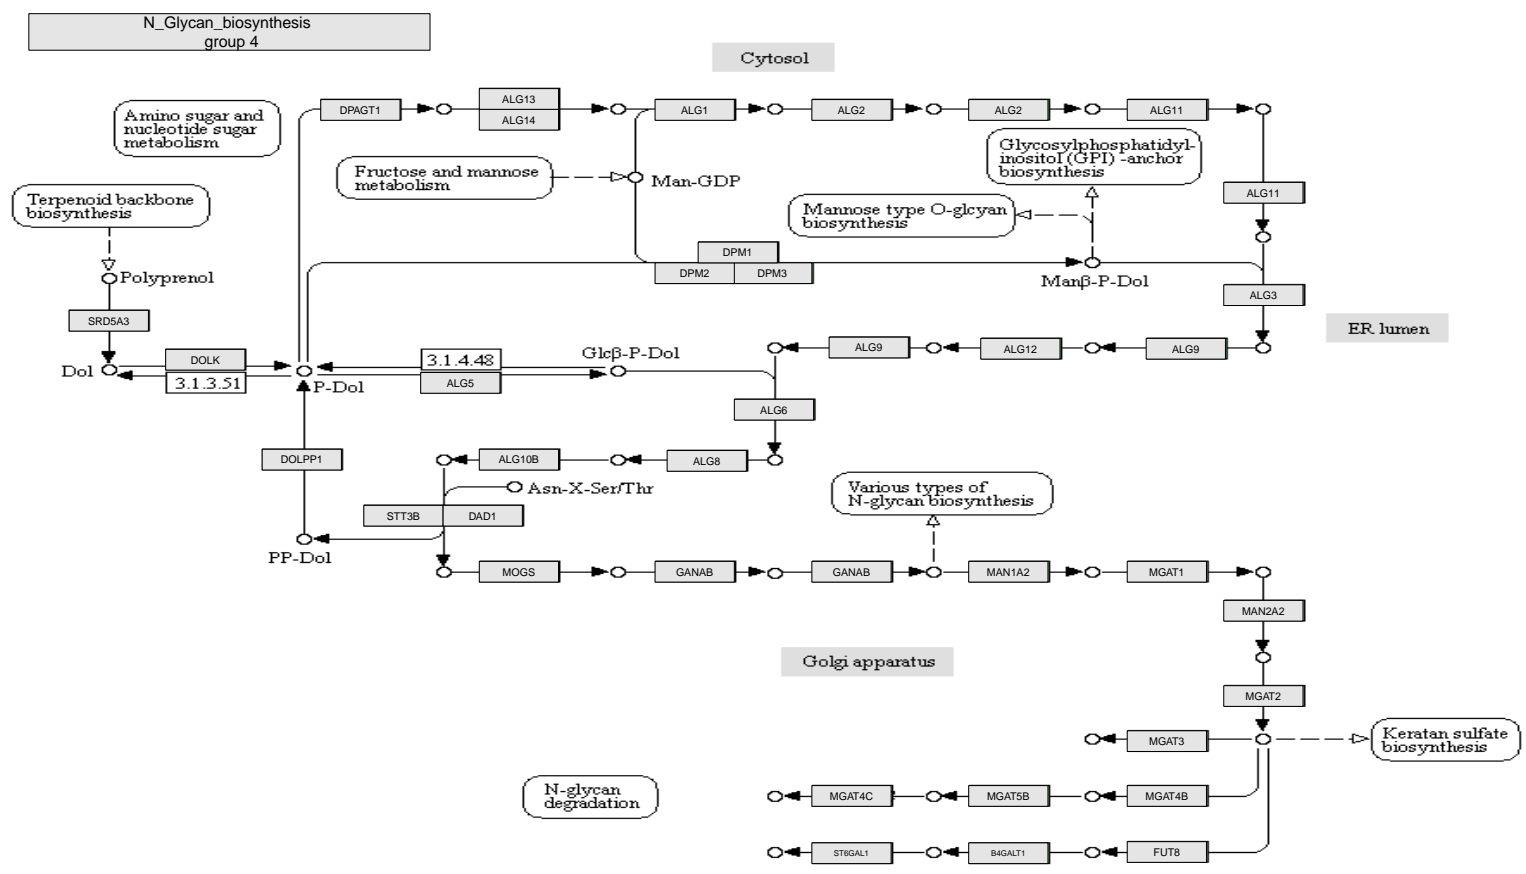 N_Glycan_biosynthesis
group 4
Cytosol
DPAGT1
ALG13
ALG14
ALG1
ALG2
ALG2
ALG11
Amino sugar and
nucleotide sugar
metabolism
Fructose and mannose
metabolism
Man-GDP
Glycosylphosphatidyl-
inositol (GPI) -anchor
biosynthesis
Terpenoid backbone
biosynthesis
Mannose type O-glcyan
biosynthesis
ALG11
DPM1
DPM2
DPM3
Manβ-P-Dol
Polyprenol
ALG3
SRD5A3
ER lumen
Dol
DOLK
3.1.3.51
P-Dol
3.1.4.48
ALG5
Glcβ-P-Dol
ALG9
ALG12
ALG9
ALG6
DOLPP1
ALG10B
ALG8
Asn-X-Ser/Thr
Various types of
N-glycan biosynthesis
STT3B
DAD1
PP-Dol
MOGS
GANAB
GANAB
MAN1A2
MGAT1
MAN2A2
Golgi apparatus
MGAT2
MGAT3
Keratan sulfate
biosynthesis
N-glycan
degradation
MGAT4C
MGAT5B
MGAT4B
ST6GAL1
B4GALT1
FUT8